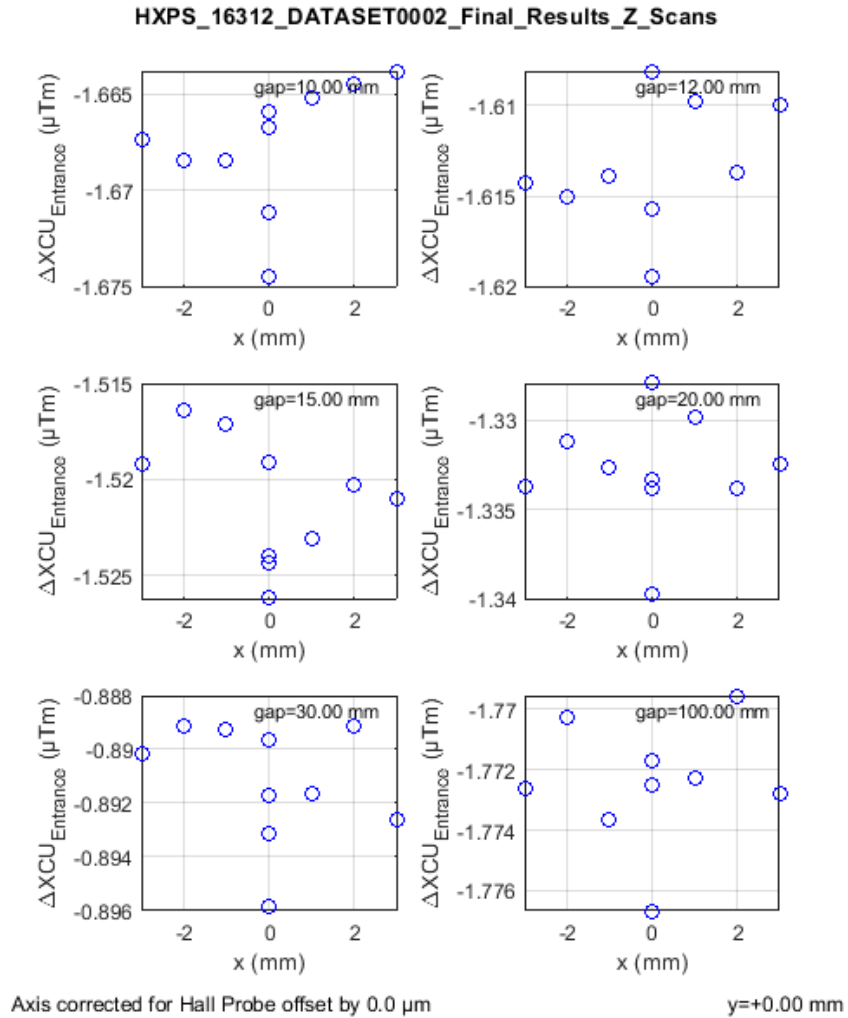 HXPS_16312_DATASET0002_Final_Results_Z_Scans
gap=10.00 mm
-1.665
-1.67
-1.675
-2 0 2
x (mm)
ΔXCU_Entrance (µTm)
gap=12.00 mm
-1.61
-1.615
-1.62
-2 0 2
x (mm)
ΔXCU_Entrance (µTm)
gap=15.00 mm
-1.515
-1.52
-1.525
-2 0 2
x (mm)
ΔXCU_Entrance (µTm)
gap=20.00 mm
-1.33
-1.335
-1.34
-2 0 2
x (mm)
ΔXCU_Entrance (µTm)
gap=30.00 mm
-0.888
-0.89
-0.892
-0.894
-0.896
-2 0 2
x (mm)
ΔXCU_Entrance (µTm)
gap=100.00 mm
-1.77
-1.772
-1.774
-1.776
-2 0 2
x (mm)
ΔXCU_Entrance (µTm)
Axis corrected for Hall Probe offset by 0.0 µm
y=+0.00 mm